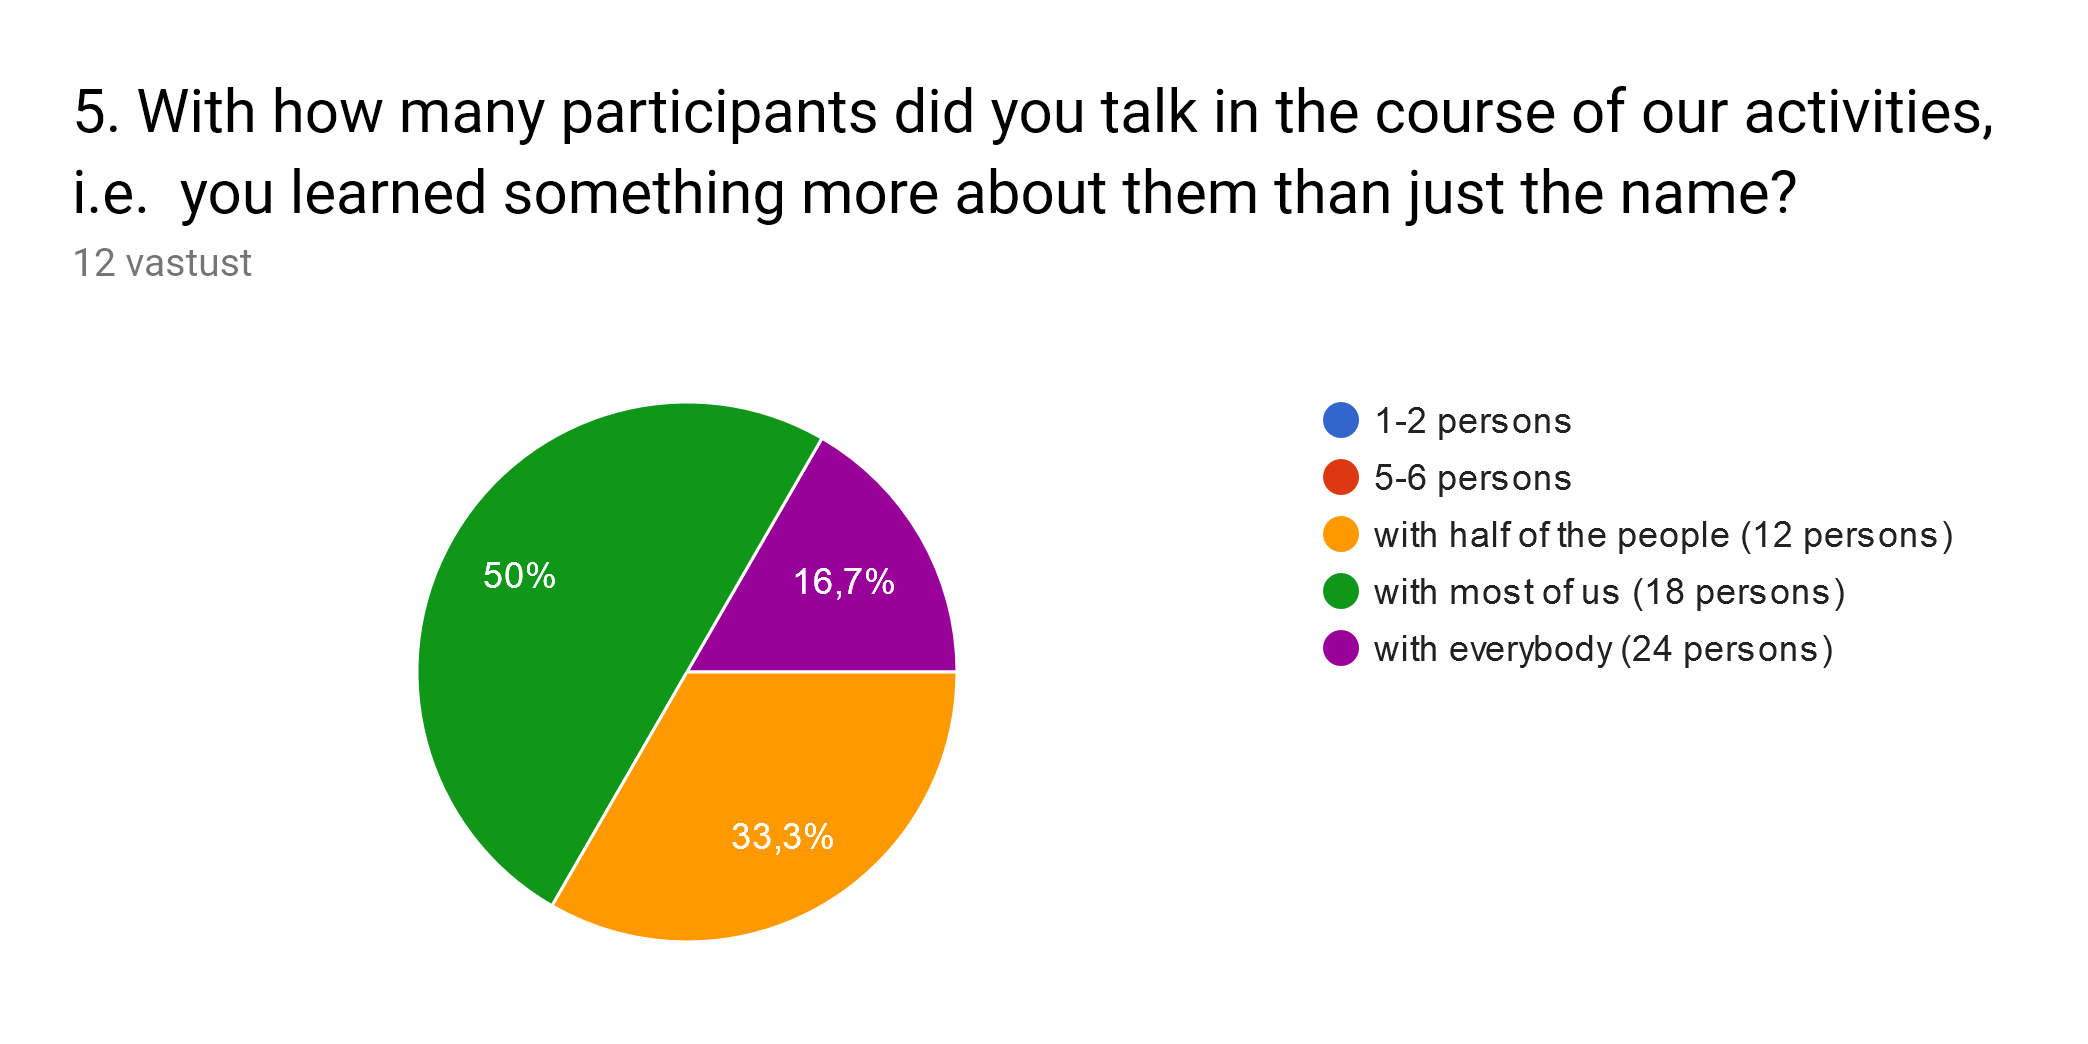 5. With how many participants did you talk in the course of our activities,
i.e.  you learned something more about them than just the name?
12 vastust
1-2 persons
5-6 persons
with half of the people (12 persons)
with most of us (18 persons)
with everybody (24 persons)
50%
16,7%
33,3%